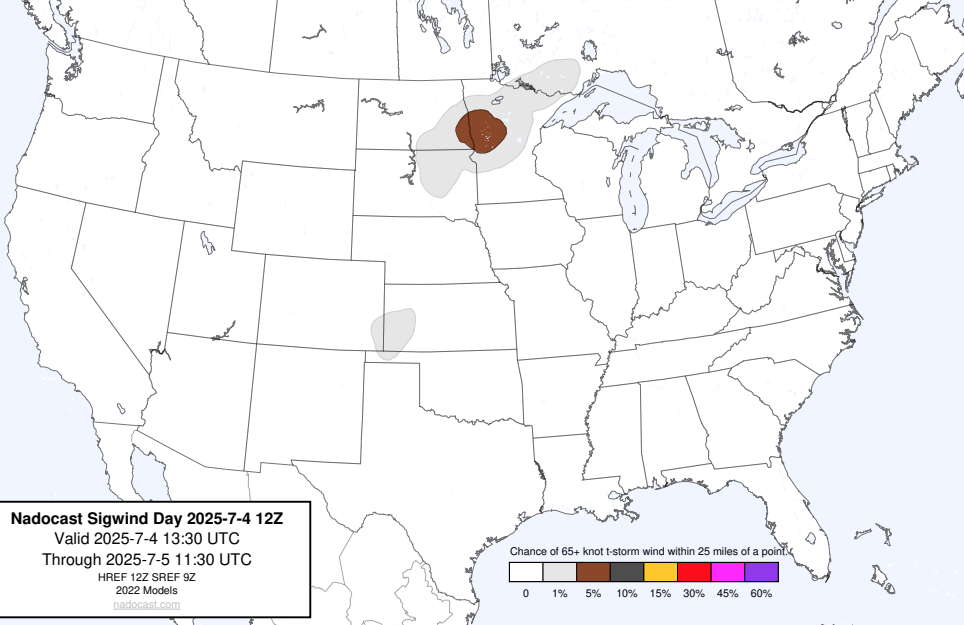 Nadocast Sigwind Day 2025-7-4 12Z
Valid 2025-7-4 13:30 UTC
Through 2025-7-5 11:30 UTC
HREF 12Z SREF 9Z
2022 Models
nadocast.com
Chance of 65+ knot t-storm wind within 25 miles of a point.
0 1% 5% 10% 15% 30% 45% 60%